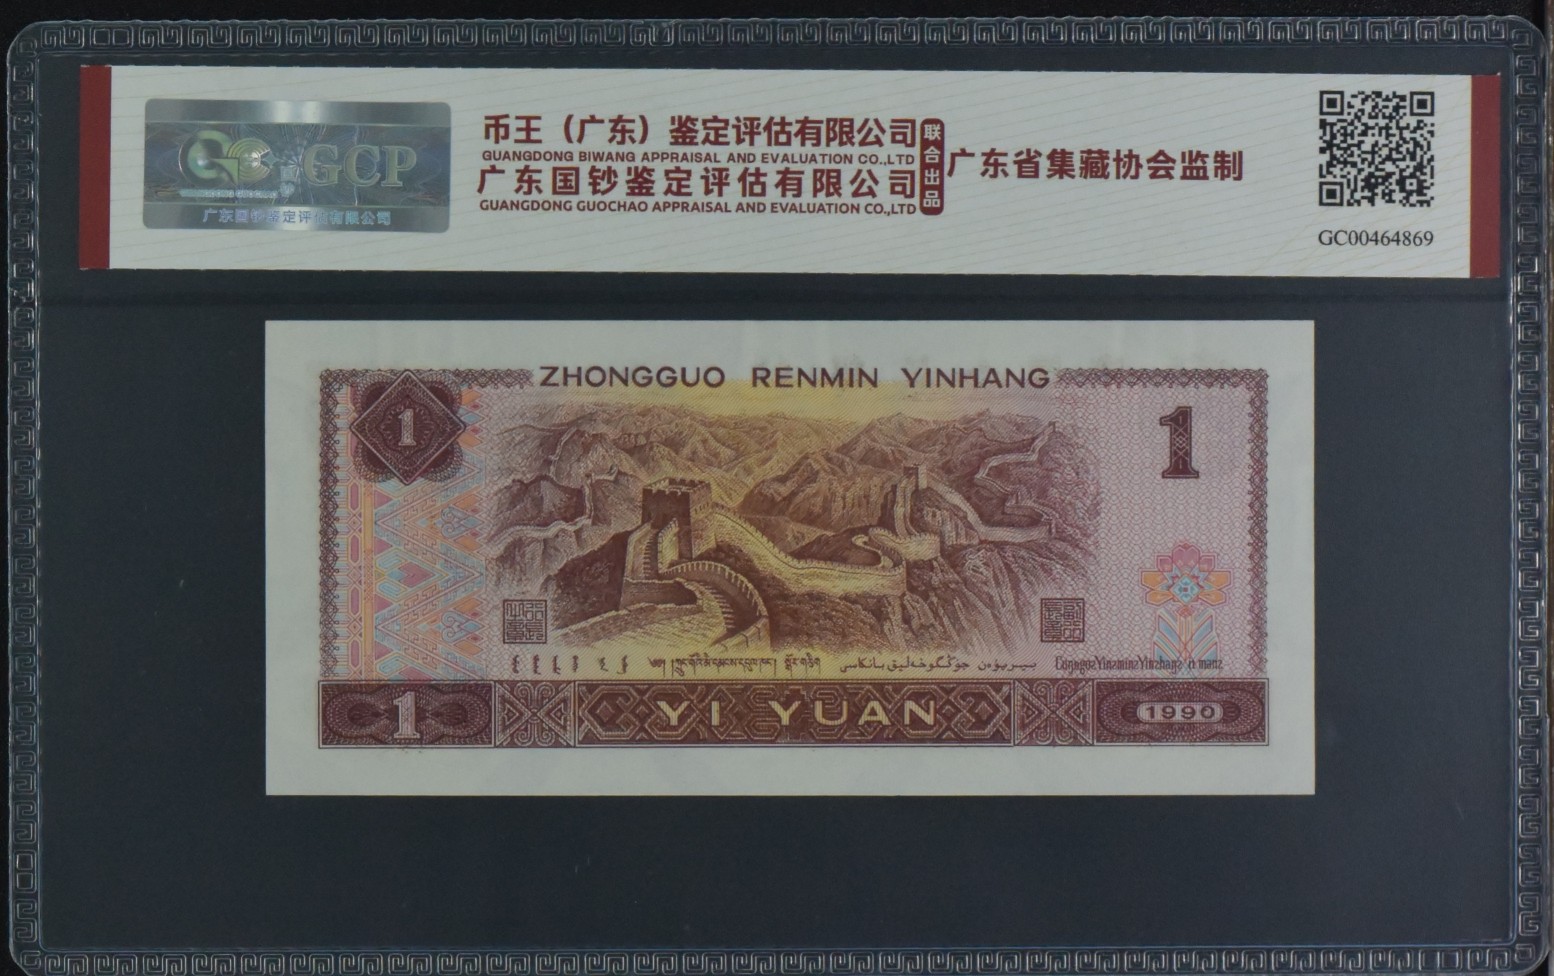 GCP
广东国钞鉴定评估有限公司
币王（广东）鉴定评估有限公司
GUANGDONG BIWANG APPRAISAL AND EVALUATION CO.,LTD
广东国钞鉴定评估有限公司
GUANGDONG GUOCHAO APPRAISAL AND EVALUATION CO.,LTD
联合出品
广东省集藏协会监制
GC00464869
ZHONGGUO RENMIN YINHANG
1
1
1
YI YUAN
1990